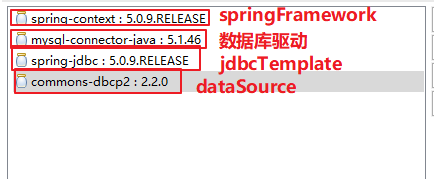 spring-context : 5.0.9.RELEASE springFramework
mysql-connector-java : 5.1.46 数据库驱动
spring-jdbc : 5.0.9.RELEASE jdbcTemplate
commons-dbcp2 : 2.2.0 dataSource